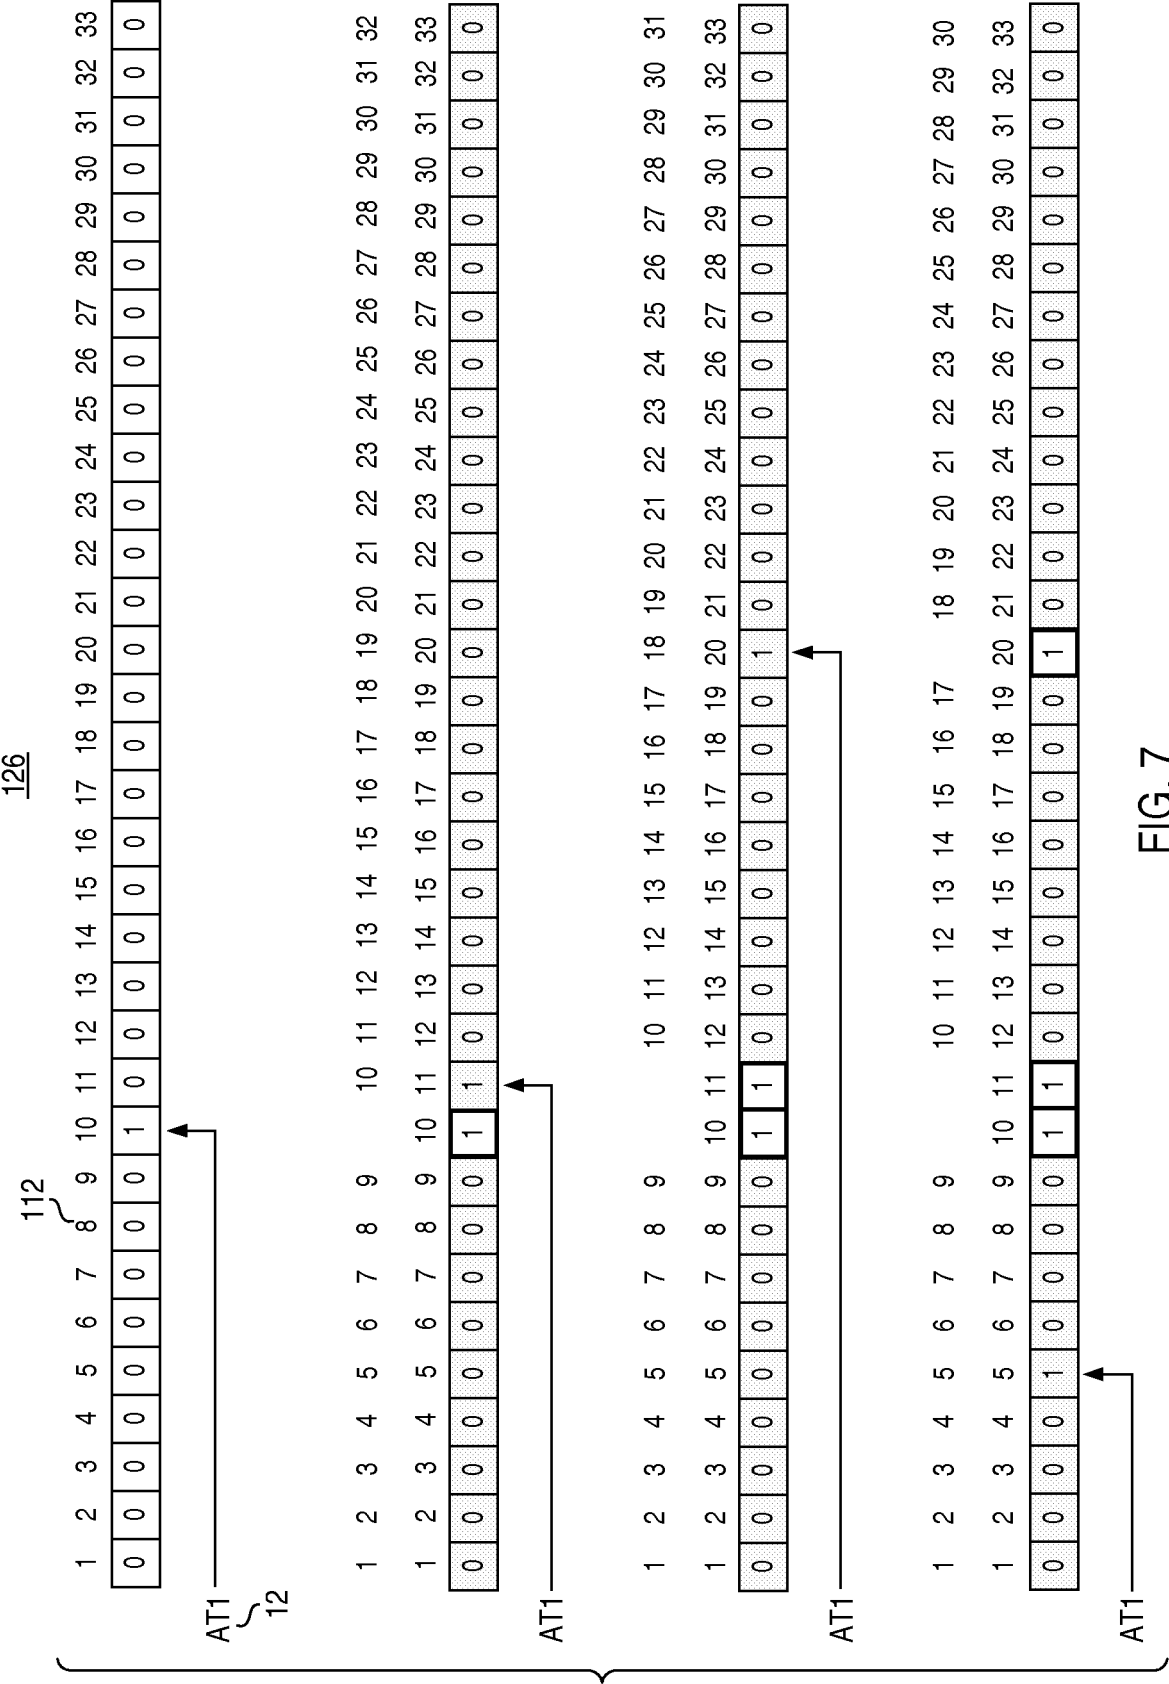 126
112
1 2 3 4 5 6 7 8 9 10 11 12 13 14 15 16 17 18 19 20 21 22 23 24 25 26 27 28 29 30 31 32 33
0 0 0 0 0 0 0 0 0 1 0 0 0 0 0 0 0 0 0 0 0 0 0 0 0 0 0 0 0 0 0 0 0
AT1
12
1 2 3 4 5 6 7 8 9 10 11 12 13 14 15 16 17 18 19 20 21 22 23 24 25 26 27 28 29 30 31 32
1 2 3 4 5 6 7 8 9 10 11 12 13 14 15 16 17 18 19 20 21 22 23 24 25 26 27 28 29 30 31 32 33
0 0 0 0 0 0 0 0 0 1 1 0 0 0 0 0 0 0 0 0 0 0 0 0 0 0 0 0 0 0 0 0 0
AT1
1 2 3 4 5 6 7 8 9 10 11 12 13 14 15 16 17 18 19 20 21 22 23 24 25 26 27 28 29 30 31
1 2 3 4 5 6 7 8 9 10 11 12 13 14 15 16 17 18 19 20 21 22 23 24 25 26 27 28 29 30 31 32 33
0 0 0 0 0 0 0 0 0 1 1 0 0 0 0 0 0 0 0 1 0 0 0 0 0 0 0 0 0 0 0 0 0
AT1
1 2 3 4 5 6 7 8 9 10 11 12 13 14 15 16 17 18 19 20 21 22 23 24 25 26 27 28 29 30
1 2 3 4 5 6 7 8 9 10 11 12 13 14 15 16 17 18 19 20 21 22 23 24 25 26 27 28 29 30 31 32 33
0 0 0 0 1 0 0 0 0 1 1 0 0 0 0 0 0 0 0 1 0 0 0 0 0 0 0 0 0 0 0 0 0
AT1
FIG. 7